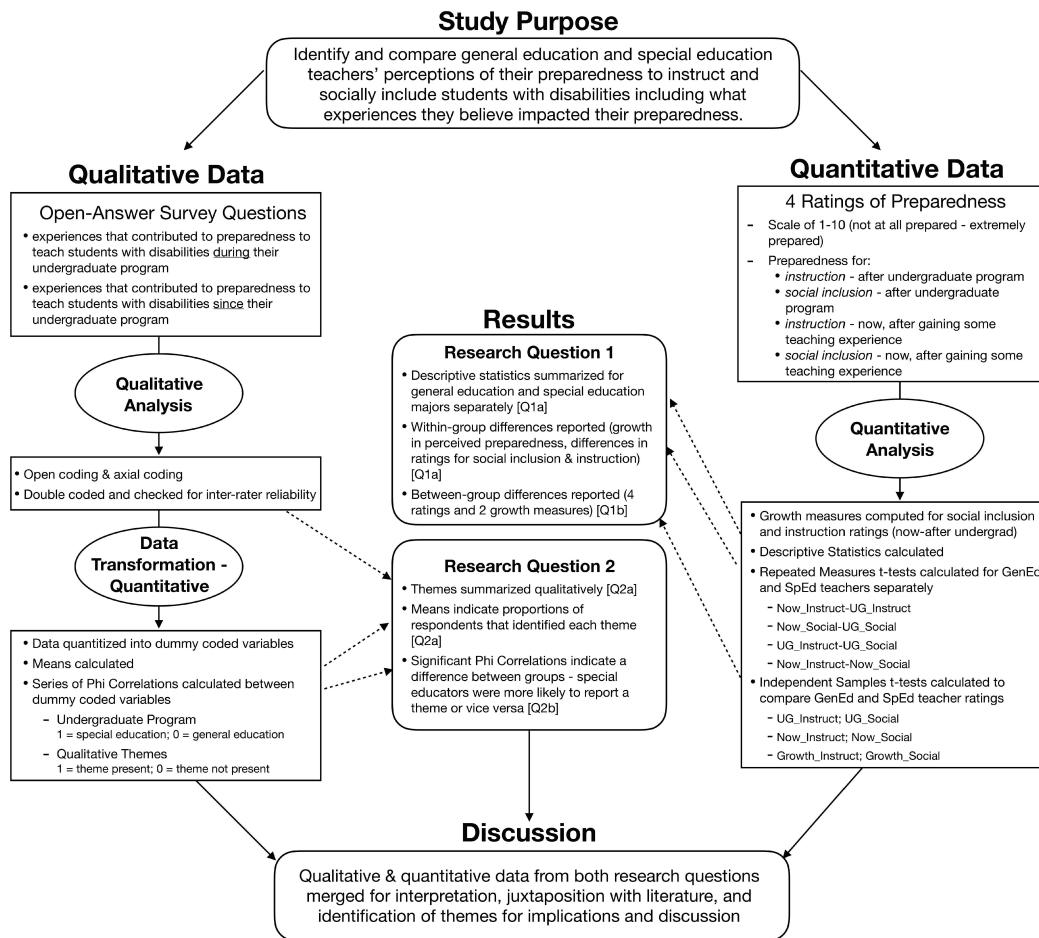 Study Purpose
Identify and compare general education and special education
teachers' perceptions of their preparedness to instruct and
socially include students with disabilities including what
experiences they believe impacted their preparedness.
Qualitative Data
Open-Answer Survey Questions
• experiences that contributed to preparedness to
teach students with disabilities during their
undergraduate program
• experiences that contributed to preparedness to
teach students with disabilities since their
undergraduate program
Qualitative
Analysis
• Open coding & axial coding
• Double coded and checked for inter-rater reliability
Data
Transformation -
Quantitative
• Data quantized into dummy coded variables
• Means calculated
• Series of Phi Correlations calculated between
dummy coded variables
– Undergraduate Program
1 = special education; 0 = general education
– Qualitative Themes
1 = theme present; 0 = theme not present
Results
Research Question 1
• Descriptive statistics summarized for
general education and special education
majors separately [Q1a]
• Within-group differences reported (growth
in perceived preparedness, differences in
ratings for social inclusion & instruction)
[Q1a]
• Between-group differences reported (4
ratings and 2 growth measures) [Q1b]
Research Question 2
• Themes summarized qualitatively [Q2a]
• Means indicate proportions of
respondents that identified each theme
[Q2a]
• Significant Phi Correlations indicate a
difference between groups - special
educators were more likely to report a
theme or vice versa [Q2b]
Quantitative Data
4 Ratings of Preparedness
– Scale of 1-10 (not at all prepared - extremely
prepared)
– Preparedness for:
• instruction - after undergraduate program
• social inclusion - after undergraduate
program
• instruction - now, after gaining some
teaching experience
• social inclusion - now, after gaining some
teaching experience
Quantitative
Analysis
• Growth measures computed for social inclusion
and instruction ratings (now-after undergrad)
• Descriptive Statistics calculated
• Repeated Measures t-tests calculated for GenEd
and SpEd teachers separately
– Now_Instruct-UG_Instruct
– Now_Social-UG_Social
– UG_Instruct-UG_Social
– Now_Instruct-Now_Social
• Independent Samples t-tests calculated to
compare GenEd and SpEd teacher ratings
– UG_Instruct; UG_Social
– Now_Instruct; Now_Social
– Growth_Instruct; Growth_Social
Discussion
Qualitative & quantitative data from both research questions
merged for interpretation, juxtaposition with literature, and
identification of themes for implications and discussion